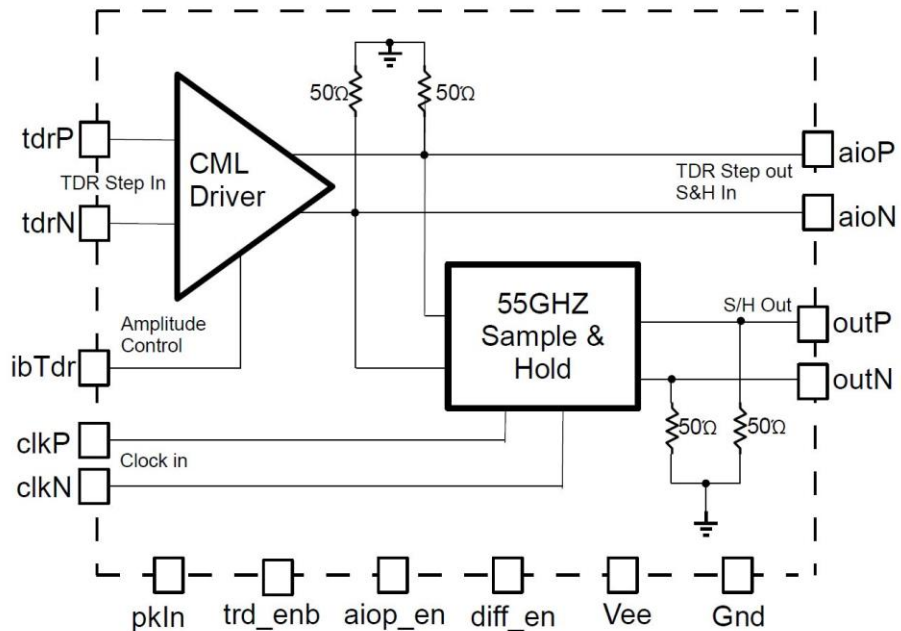 50Ω
50Ω
tdrP
CML
Driver
TDR Step In
tdrN
TDR Step out
S&H In
aioP
aioN
55GHZ
Sample &
Hold
S/H Out
outP
outN
Amplitude
Control
ibTdr
50Ω
50Ω
clkP
Clock in
clkN
pkIn
trd_enb
aiop_en
diff_en
Vee
Gnd